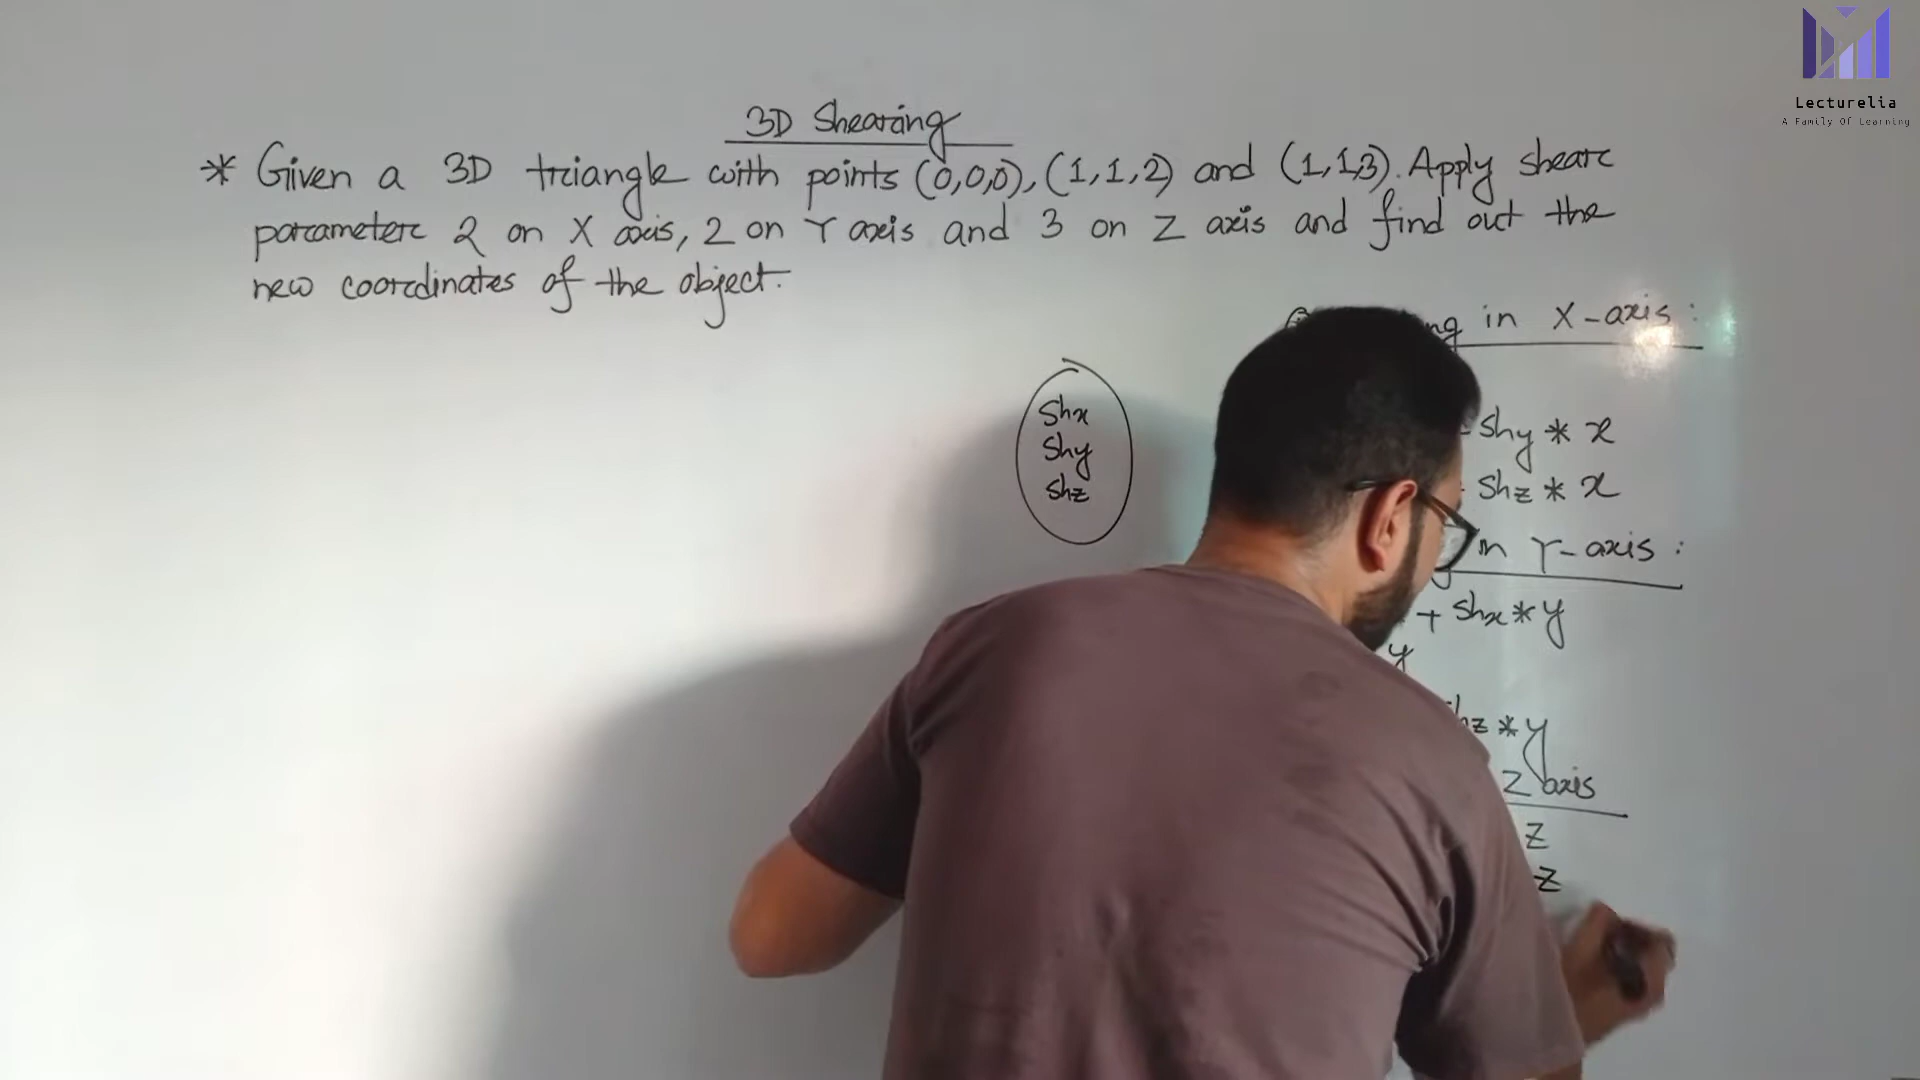 Lecturelia
A Family Of Learning
3D Shearing
* Given a 3D triangle with points (0,0,0), (1,1,2) and (1,1,3). Apply shear
parameter 2 on X axis, 2 on Y axis and 3 on Z axis and find out the
new coordinates of the object.
in X-axis:
Shx
Shy
Shz
Shy * x
Shz * x
in Y-axis:
+ Shx * y
y
hz * y
Z axis
z
z